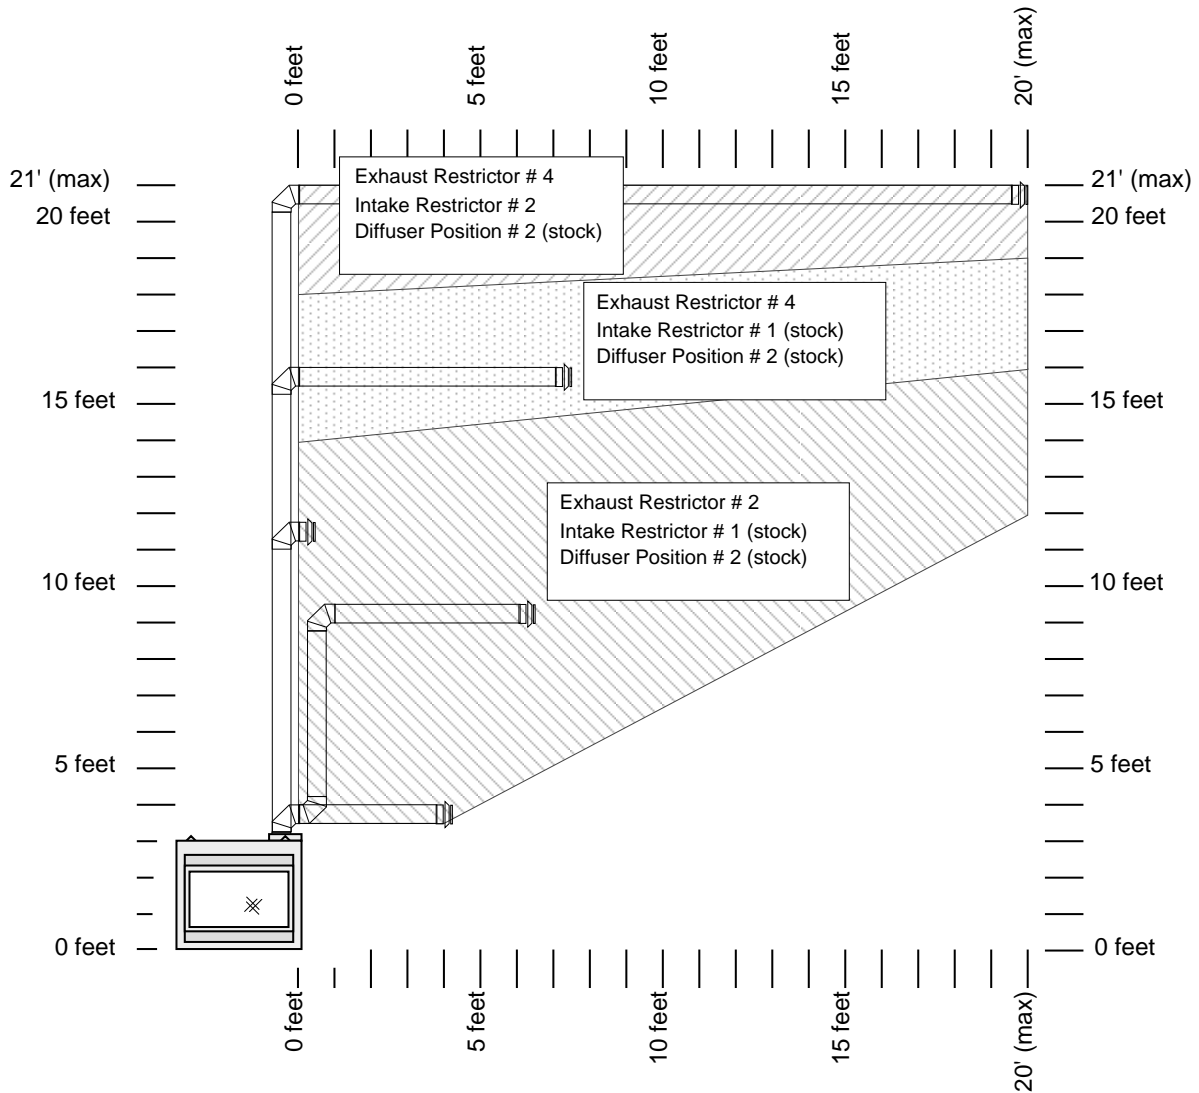 0 feet
5 feet
10 feet
15 feet
20' (max)
21' (max)
20 feet
15 feet
10 feet
5 feet
0 feet
Exhaust Restrictor # 4
Intake Restrictor # 2
Diffuser Position # 2 (stock)
Exhaust Restrictor # 4
Intake Restrictor # 1 (stock)
Diffuser Position # 2 (stock)
Exhaust Restrictor # 2
Intake Restrictor # 1 (stock)
Diffuser Position # 2 (stock)
21' (max)
20 feet
15 feet
10 feet
5 feet
0 feet
0 feet
5 feet
10 feet
15 feet
20' (max)